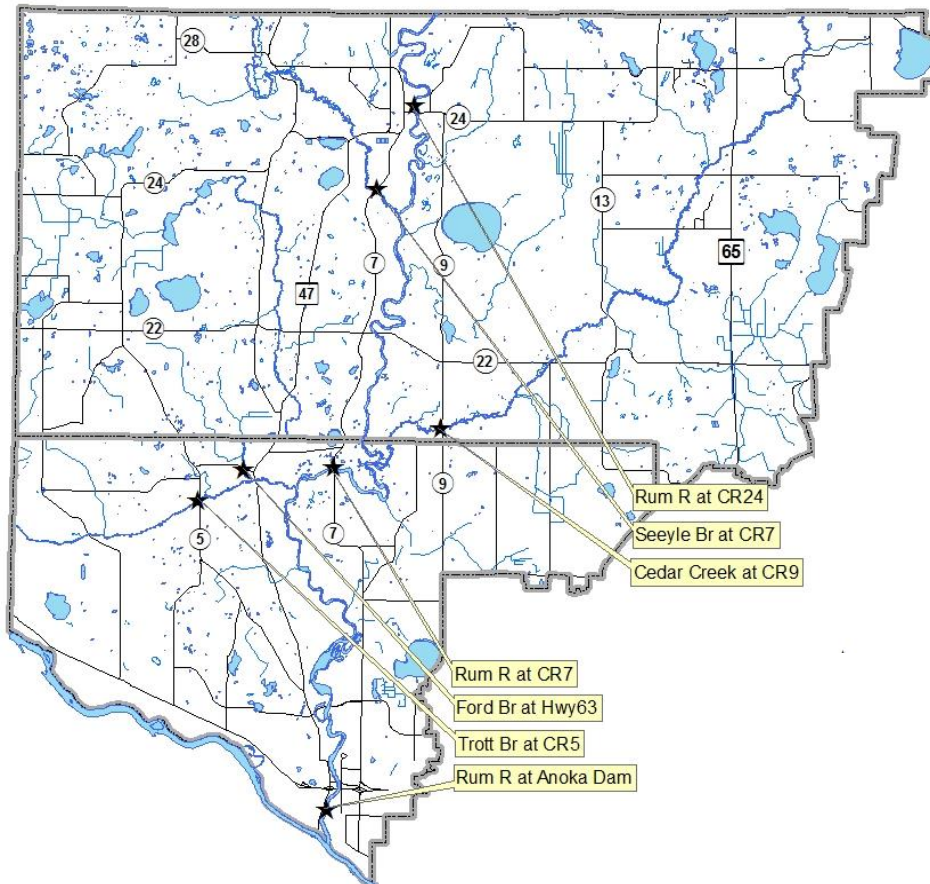 28
24
24
13
65
7
9
47
22
22
Rum R at CR24
9
Seeyle Br at CR7
5
7
Cedar Creek at CR9
Rum R at CR7
Ford Br at Hwy63
Trott Br at CR5
Rum R at Anoka Dam